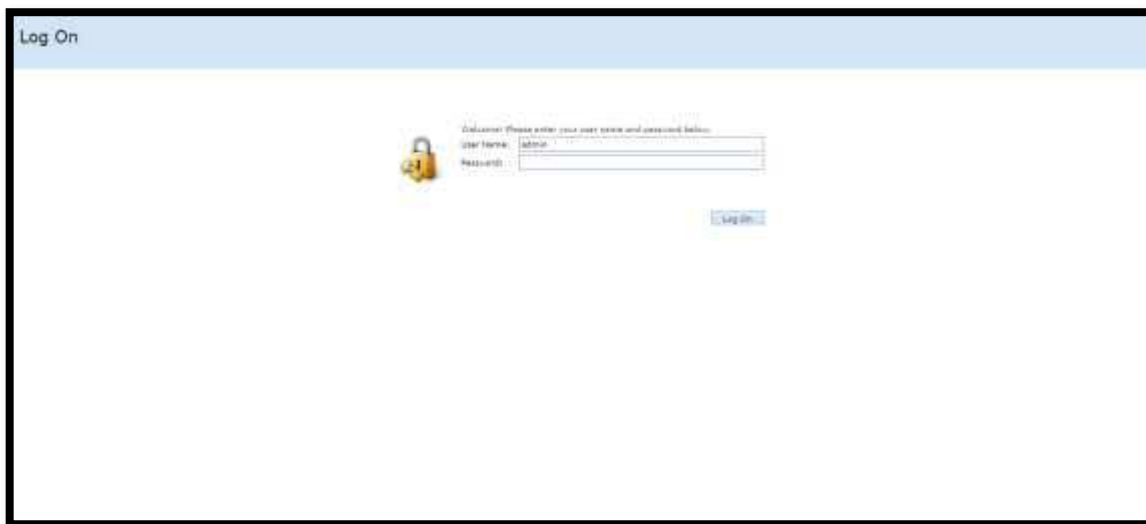 Log On
Welcome! Please enter your user name and password below.
User Name: admin
Password:
Log On